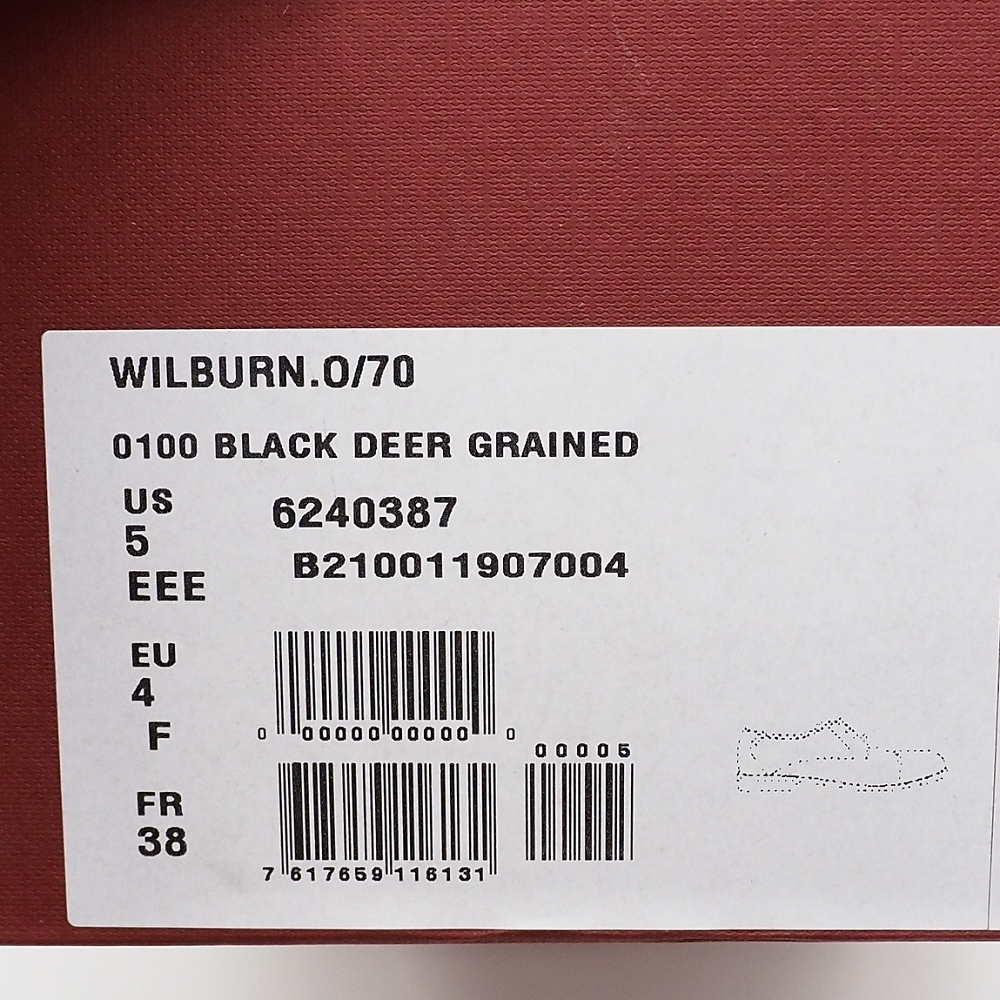 WILBURN.O/70
0100 BLACK DEER GRAINED
US
5
EEE
6240387
B210011907004
EU
4
F
FR
38
0 00000 00000 0
00005
7 617659 116131